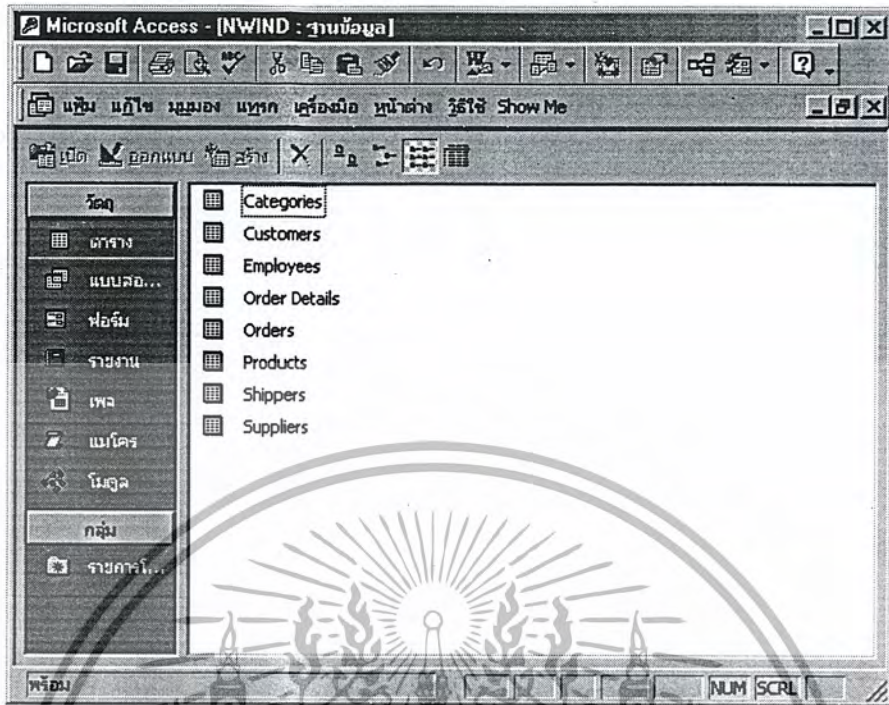 Microsoft Access - [NWIND : ฐานข้อมูล]
แฟ้ม แก้ไข มุมมอง แทรก เครื่องมือ หน้าต่าง วิธีใช้ Show Me
เปิด ออกแบบ สร้าง
วัตถุ
ตาราง
แบบสอ...
ฟอร์ม
รายงาน
เพจ
แมโคร
โมดูล
กลุ่ม
รายการโ...
Categories
Customers
Employees
Order Details
Orders
Products
Shippers
Suppliers
พร้อม
NUM SCRL